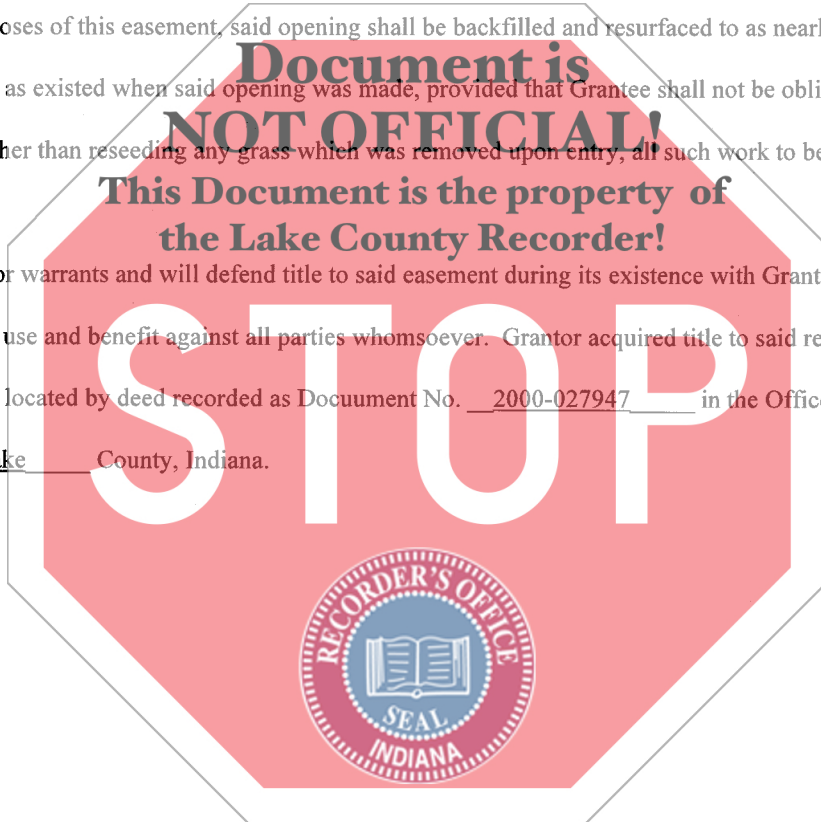 oses of this easement, said opening shall be backfilled and resurfaced to as nearl
Document is
as existed when said opening was made, provided that Grantee shall not be obli
NOT OFFICIAL!
her than reseeding any grass which was removed upon entry, all such work to be
This Document is the property of
the Lake County Recorder!
or warrants and will defend title to said easement during its existence with Grant
use and benefit against all parties whomsoever. Grantor acquired title to said re
STOP
located by deed recorded as Docuument No. __2000-027947______ in the Office
ke______ County, Indiana.
RECORDER'S OFFICE
SEAL
INDIANA